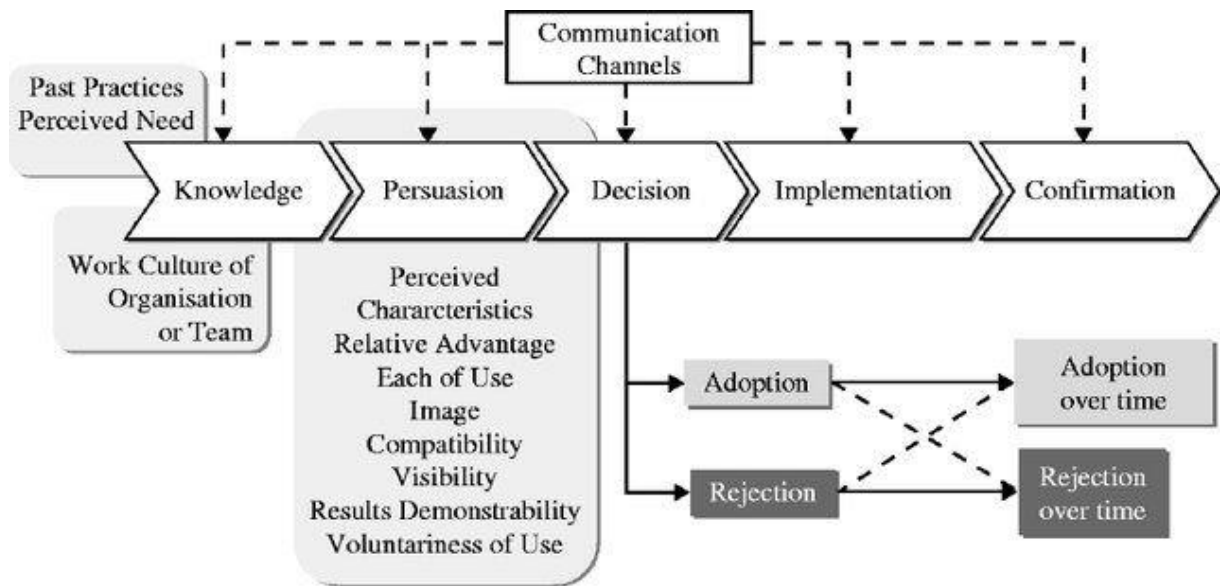 Communication
Channels
Past Practices
Perceived Need
Knowledge
Persuasion
Decision
Implementation
Confirmation
Work Culture of
Organisation
or Team
Perceived
Chararcteristics
Relative Advantage
Each of Use
Image
Compatibility
Visibility
Results Demonstrability
Voluntariness of Use
Adoption
Adoption
over time
Rejection
Rejection
over time